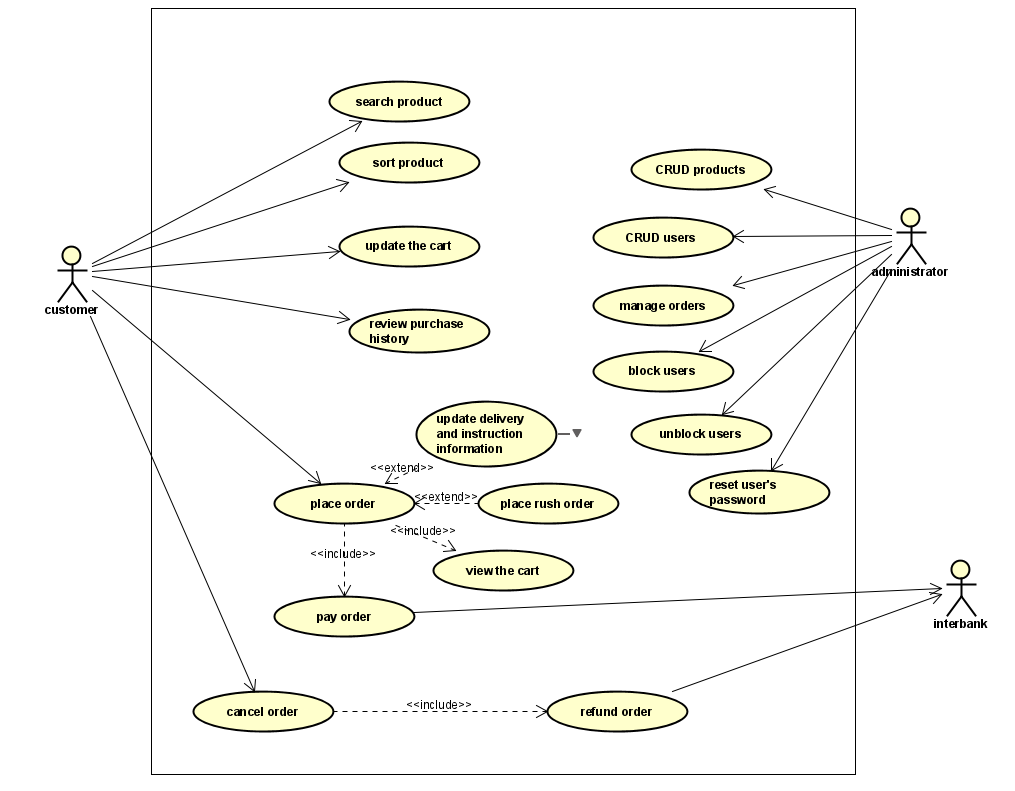 search product
sort product
CRUD products
update the cart
CRUD users
administrator
customer
manage orders
review purchase
history
block users
update delivery
and instruction
information
unblock users
<<extend>>
reset user's
password
place order
<<extend>>
place rush order
<<include>>
<<include>>
view the cart
pay order
interbank
cancel order
<<include>>
refund order